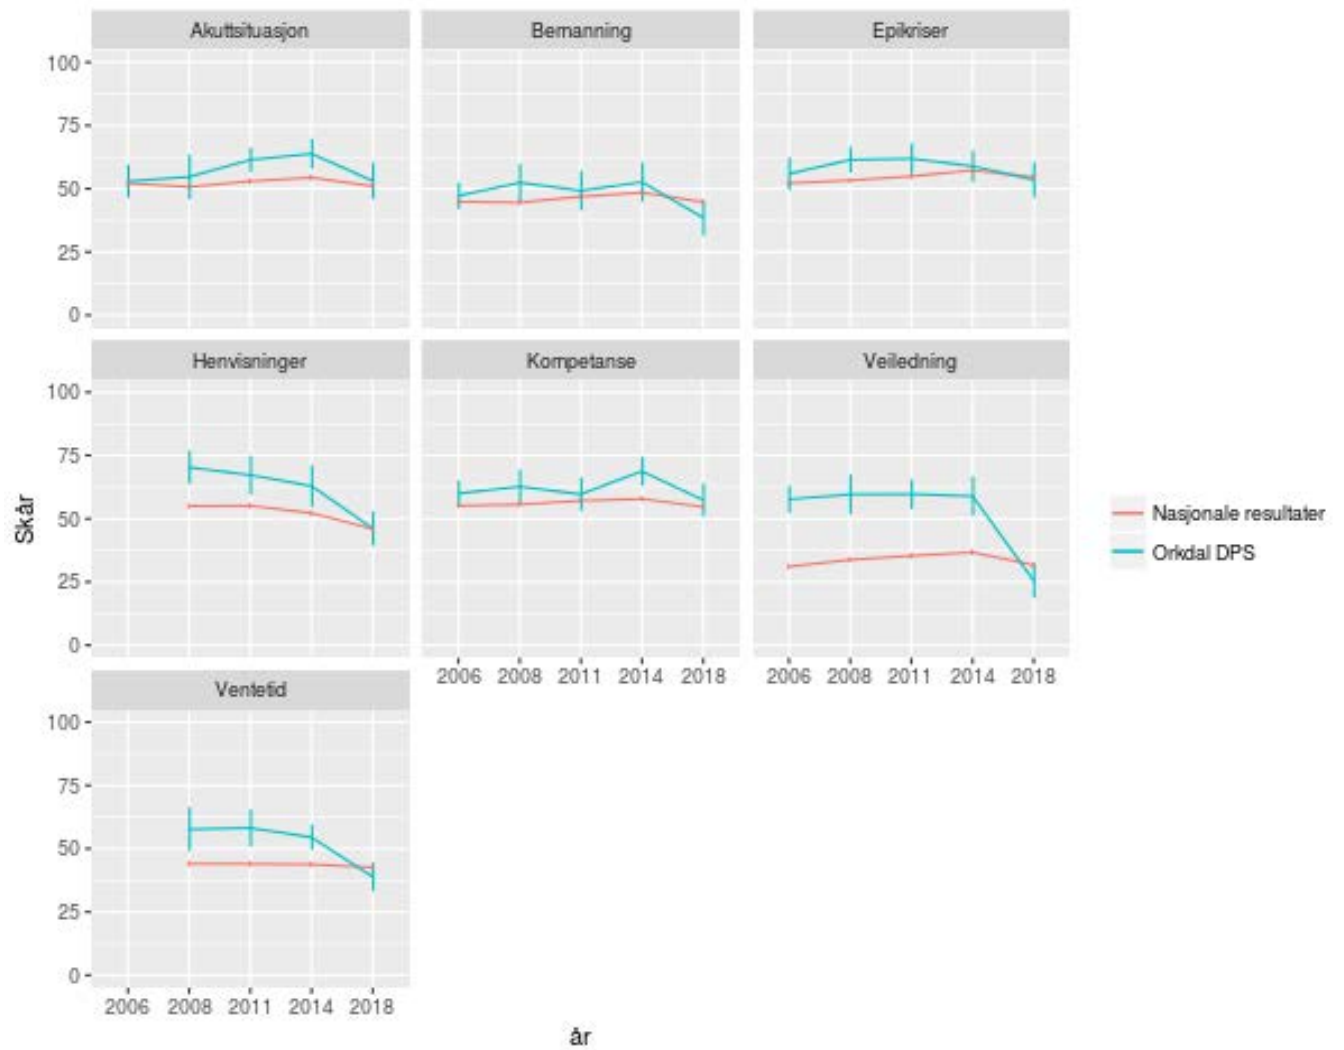 Akuttsituasjon Bemanning Epikriser
100
75
50
25
0
Henvisninger Kompetanse Veiledning
100
75
50
25
0
2006 2008 2011 2014 2018 2006 2008 2011 2014 2018
Ventetid
100
75
50
25
0
2006 2008 2011 2014 2018
år
Skår
Nasjonale resultater
Orkdal DPS